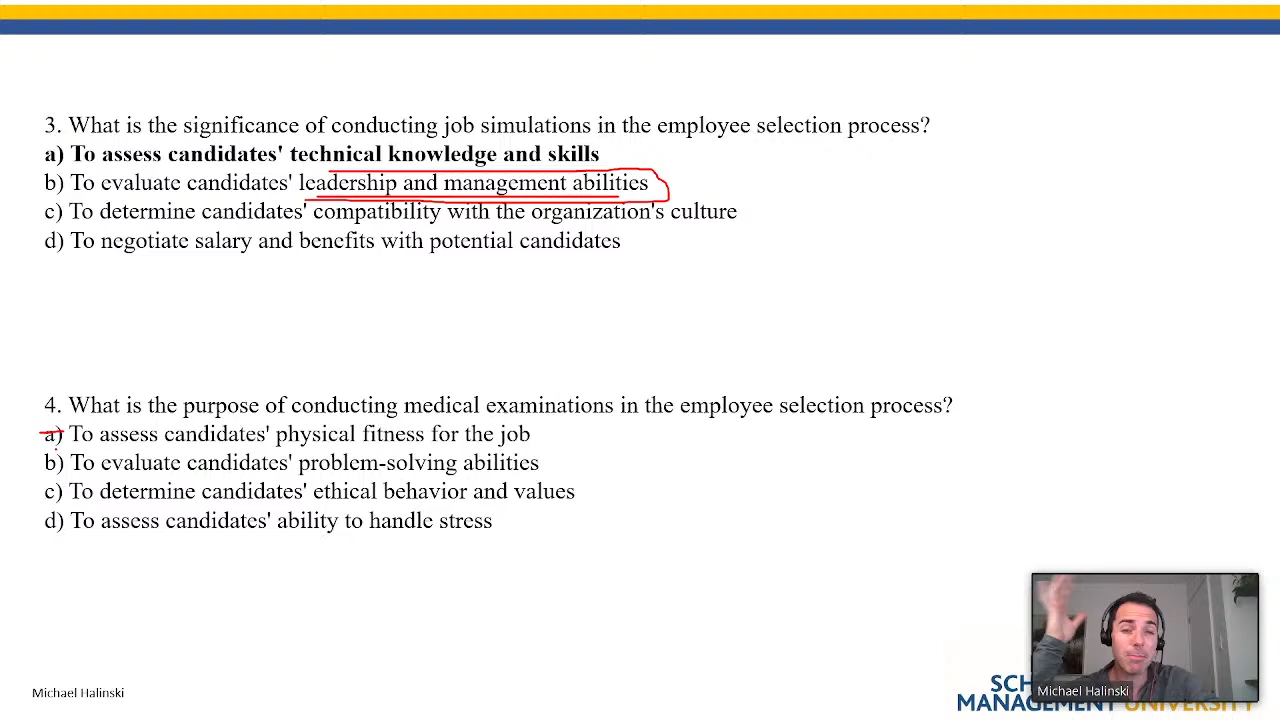 3. What is the significance of conducting job simulations in the employee selection process?
a) To assess candidates' technical knowledge and skills
b) To evaluate candidates' leadership and management abilities
c) To determine candidates' compatibility with the organization's culture
d) To negotiate salary and benefits with potential candidates
4. What is the purpose of conducting medical examinations in the employee selection process?
a) To assess candidates' physical fitness for the job
b) To evaluate candidates' problem-solving abilities
c) To determine candidates' ethical behavior and values
d) To assess candidates' ability to handle stress
Michael Halinski
Michael Halinski
MANAGEMENT UNIVERSITY